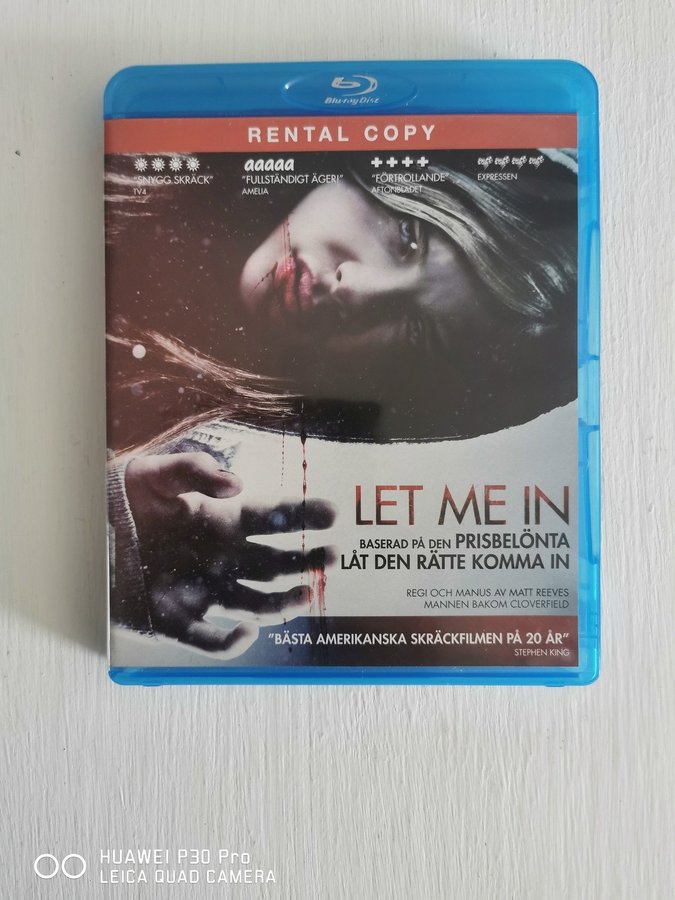 Blu-ray Disc
RENTAL COPY
"SNYGG SKRÄCK"
TV4
aaaaa
"FULLSTÄNDIGT ÄGER!"
AMELIA
++++
"FÖRTROLLANDE"
AFTONBLADET
EXPRESSEN
LET ME IN
BASERAD PÅ DEN PRISBELÖNTA
LÅT DEN RÄTTE KOMMA IN
REGI OCH MANUS AV MATT REEVES
MANNEN BAKOM CLOVERFIELD
"BÄSTA AMERIKANSKA SKRÄCKFILMEN PÅ 20 ÅR"
STEPHEN KING
HUAWEI P30 Pro
LEICA QUAD CAMERA